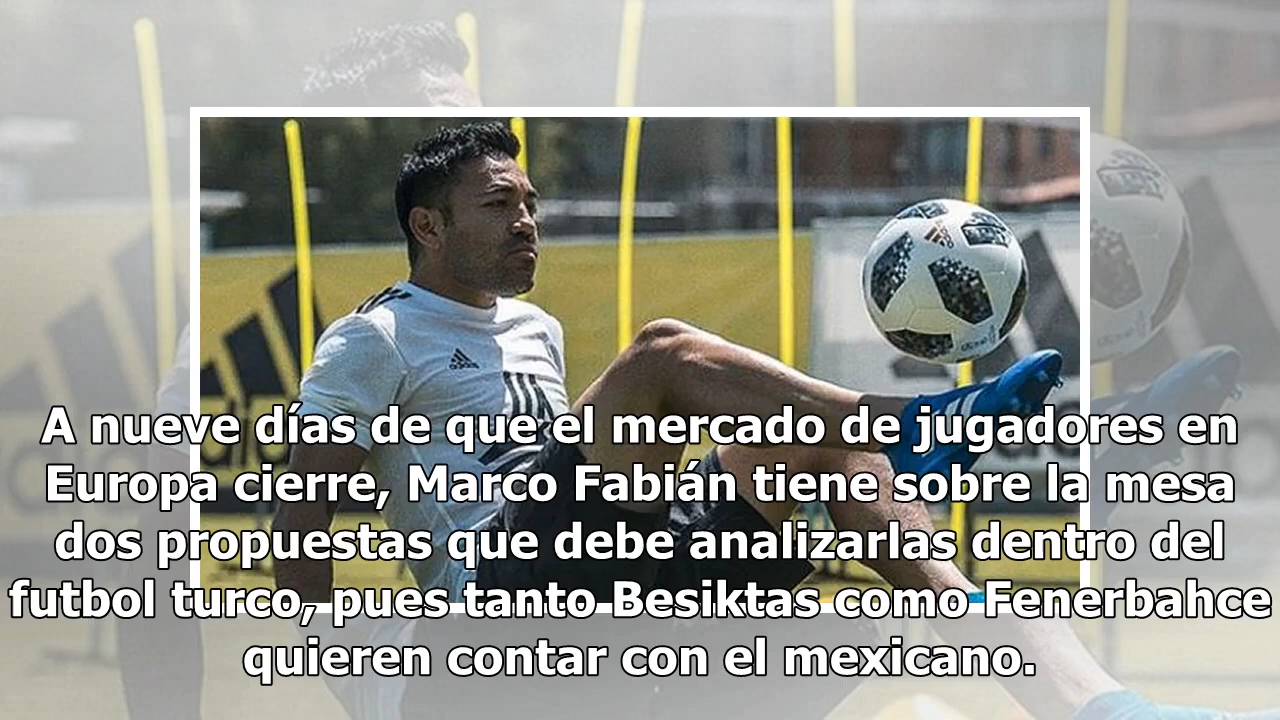 adidas
A nueve días de que el mercado de jugadores en
Europa cierre, Marco Fabián tiene sobre la mesa
dos propuestas que debe analizarlas dentro del
futbol turco, pues tanto Besiktas como Fenerbahce
quieren contar con el mexicano.